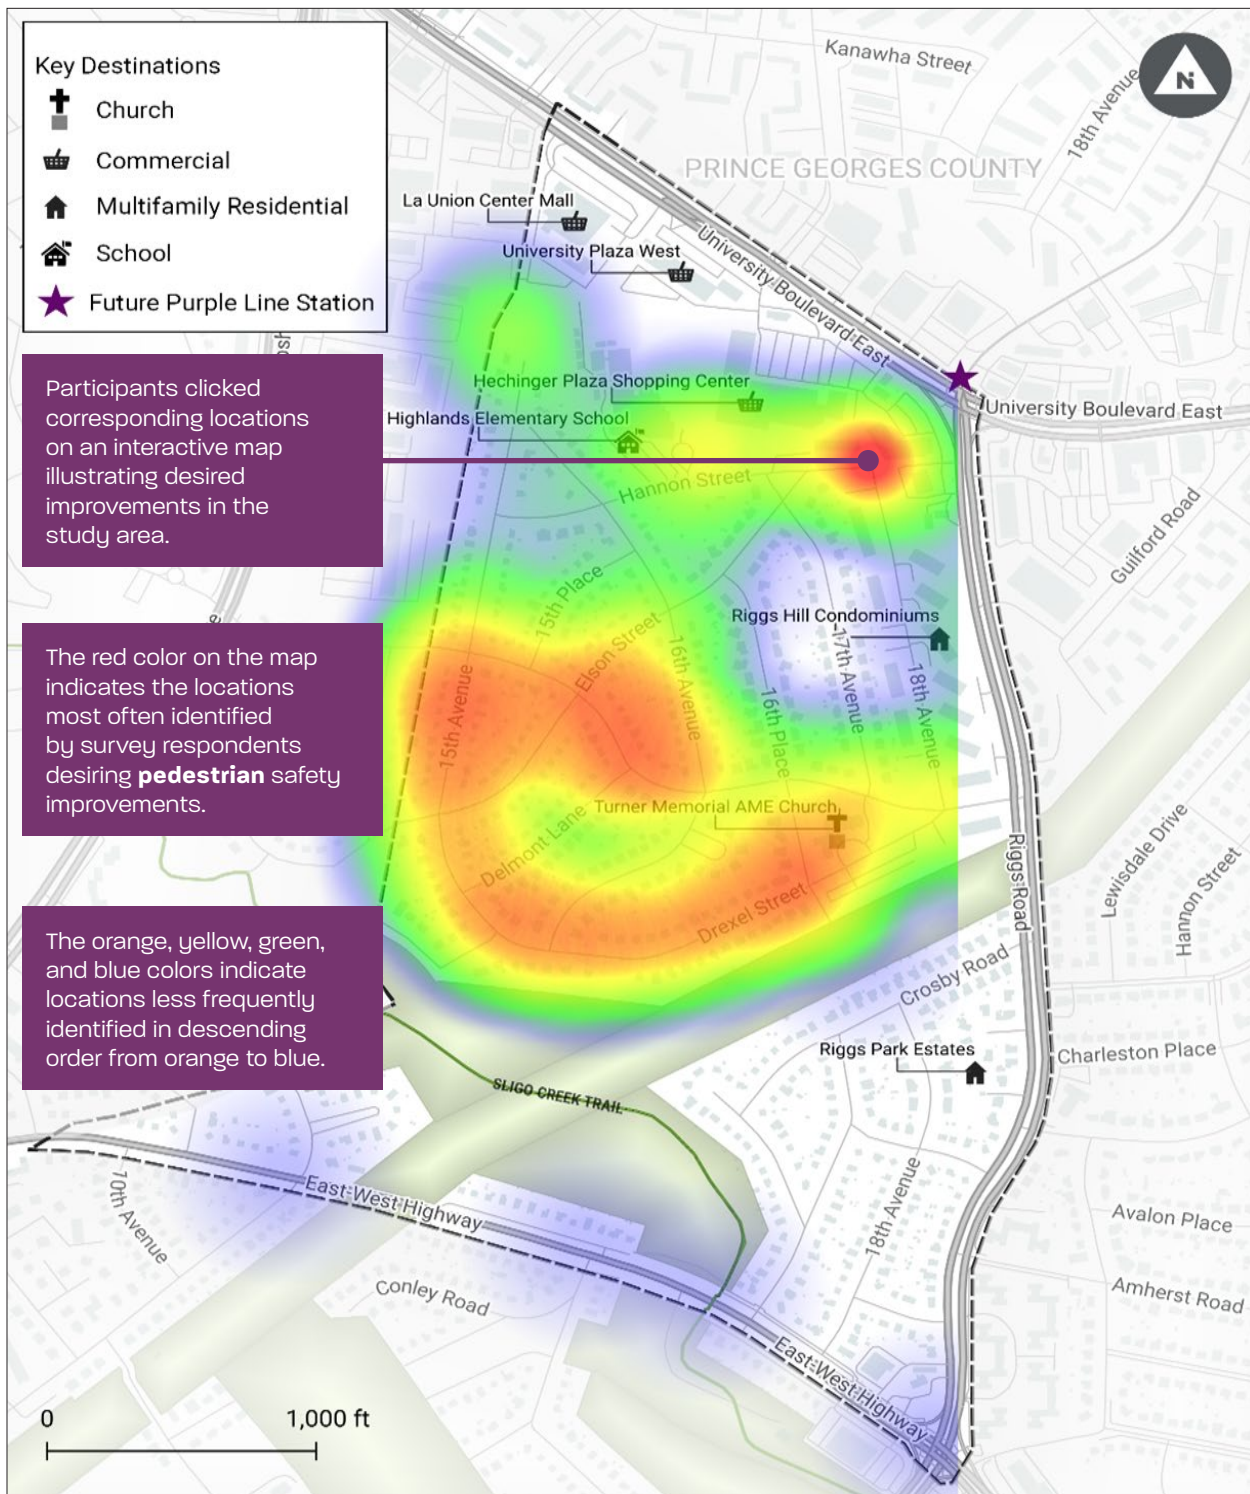 Key Destinations
Church
Commercial
Multifamily Residential
School
Future Purple Line Station
N
Kanawha Street
18th Avenue
PRINCE GEORGES COUNTY
La Union Center Mall
University Plaza West
University Boulevard East
Hechinger Plaza Shopping Center
University Boulevard East
Highlands Elementary School
Hannon Street
Guilford Road
Participants clicked
corresponding locations
on an interactive map
illustrating desired
improvements in the
study area.
15th Place
Elson Street
Riggs Hill Condominiums
The red color on the map
indicates the locations
most often identified
by survey respondents
desiring pedestrian safety
improvements.
15th Avenue
16th Avenue
16th Place
17th Avenue
18th Avenue
Turner Memorial AME Church
Delmont Lane
Drexel Street
Riggs Road
Lewisdale Drive
Hannon Street
The orange, yellow, green,
and blue colors indicate
locations less frequently
identified in descending
order from orange to blue.
Crosby Road
Riggs Park Estates
Charleston Place
SLIGO CREEK TRAIL
70th Avenue
East-West Highway
18th Avenue
Avalon Place
Conley Road
Amherst Road
East-West Highway
0
1,000 ft